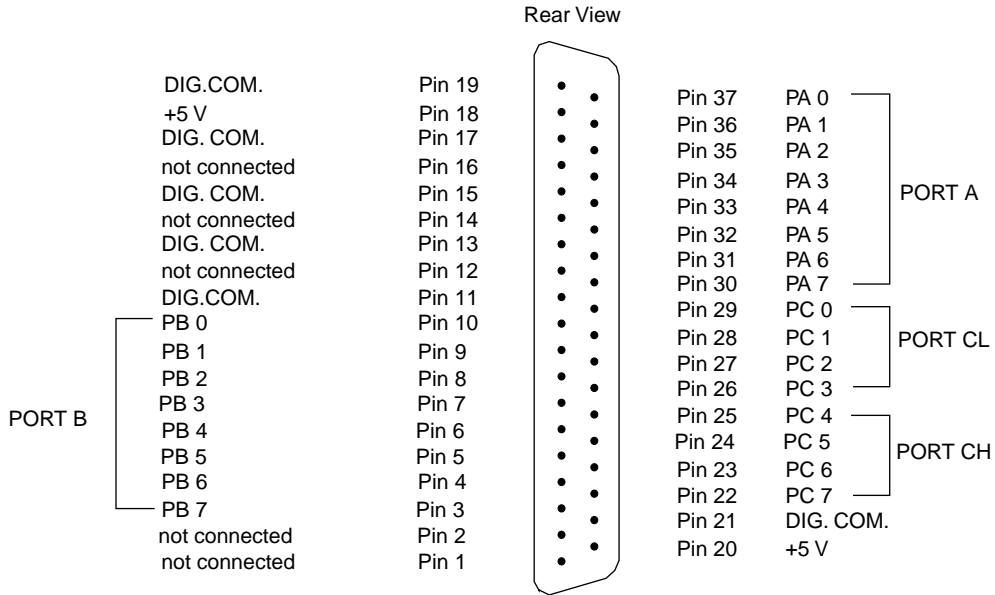 Rear View
DIG.COM. Pin 19
+5 V Pin 18
DIG. COM. Pin 17
not connected Pin 16
DIG. COM. Pin 15
not connected Pin 14
DIG. COM. Pin 13
not connected Pin 12
DIG.COM. Pin 11
PB 0 Pin 10
PB 1 Pin 9
PB 2 Pin 8
PB 3 Pin 7
PORT B
PB 4 Pin 6
PB 5 Pin 5
PB 6 Pin 4
PB 7 Pin 3
not connected Pin 2
not connected Pin 1
Pin 37 PA 0
Pin 36 PA 1
Pin 35 PA 2
Pin 34 PA 3
PORT A
Pin 33 PA 4
Pin 32 PA 5
Pin 31 PA 6
Pin 30 PA 7
Pin 29 PC 0
Pin 28 PC 1
PORT CL
Pin 27 PC 2
Pin 26 PC 3
Pin 25 PC 4
Pin 24 PC 5
PORT CH
Pin 23 PC 6
Pin 22 PC 7
Pin 21 DIG. COM.
Pin 20 +5 V